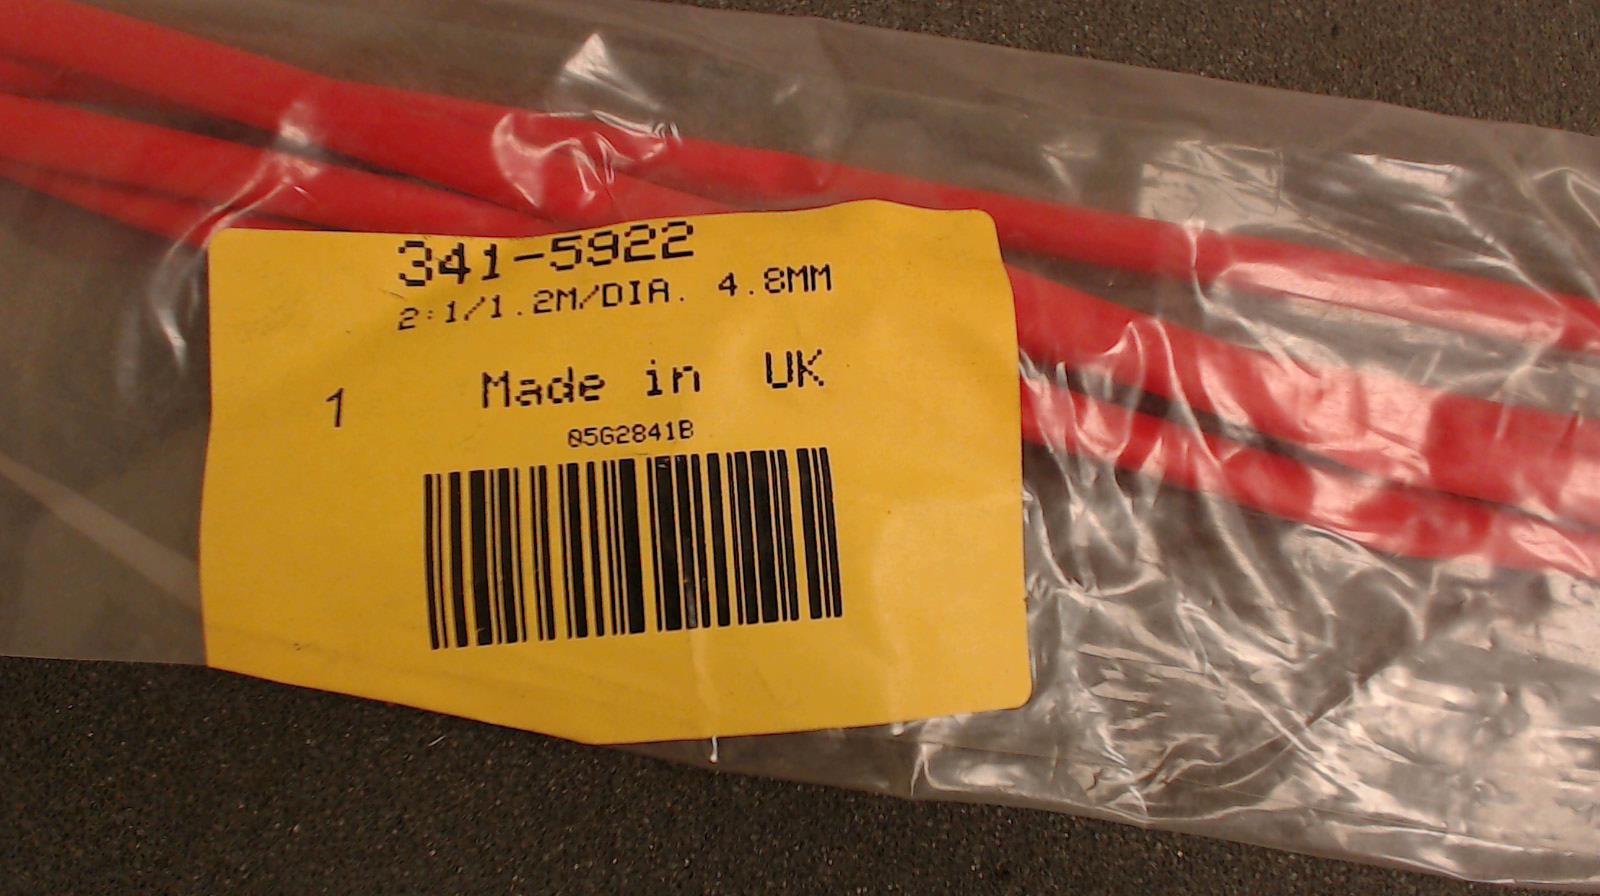 341-5922
2:1/1.2M/DIA. 4.8MM
1 Made in UK
05G2841B